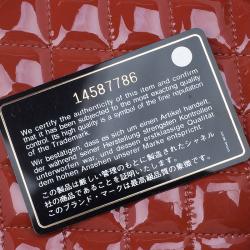 14587786
We certify the authenticity of this item and confirm
that it has been subjected to the most exacting quality
control. Its high quality is a symbol of the fine reputation
of the Trademark.
Wir bestätigen, dass es sich um einen Artikel handelt,
der während seiner Herstellung strengsten Kontrollen
unterworfen war, und dessen erstklassige Qualität
dem hohen Ansehen unserer Marke entspricht
この製品は厳しい管理のもとに製造されたシャネル
社の商品であることを証明いたします。
このブランド・マークは最高級品質の象徴です。